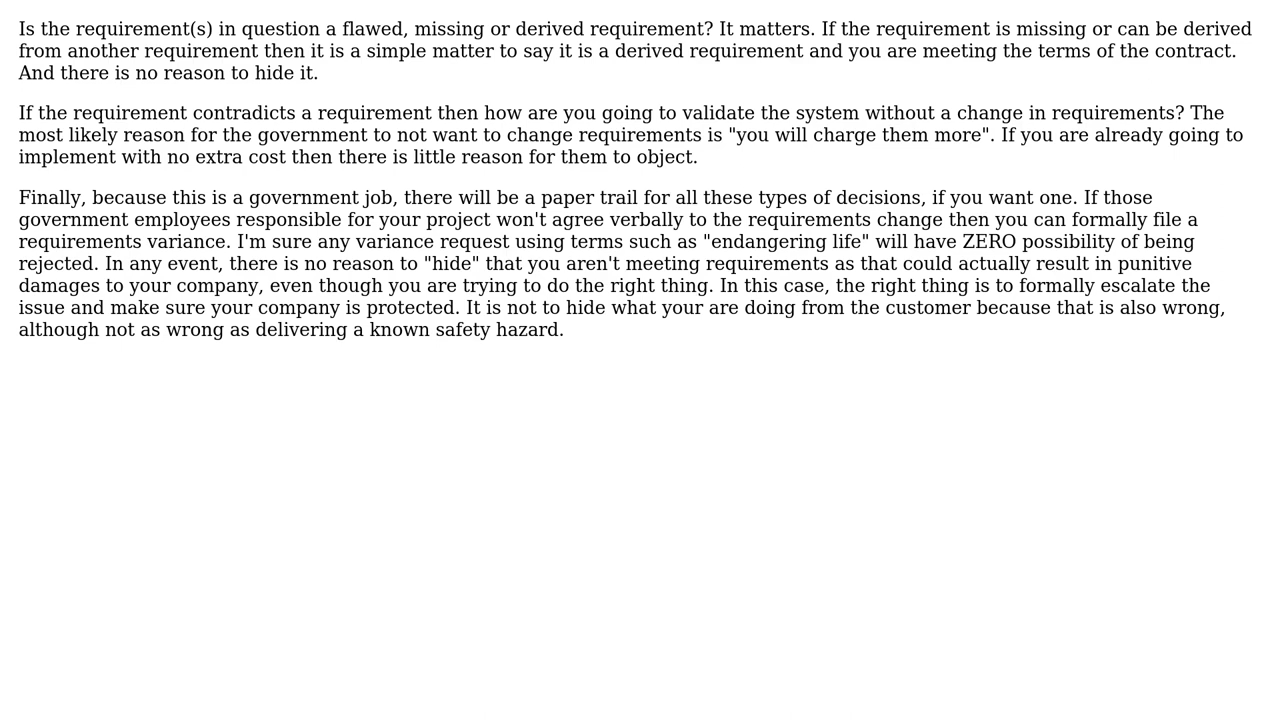 Is the requirement(s) in question a flawed, missing or derived requirement? It matters. If the requirement is missing or can be derived
from another requirement then it is a simple matter to say it is a derived requirement and you are meeting the terms of the contract.
And there is no reason to hide it.
If the requirement contradicts a requirement then how are you going to validate the system without a change in requirements? The
most likely reason for the government to not want to change requirements is "you will charge them more". If you are already going to
implement with no extra cost then there is little reason for them to object.
Finally, because this is a government job, there will be a paper trail for all these types of decisions, if you want one. If those
government employees responsible for your project won't agree verbally to the requirements change then you can formally file a
requirements variance. I'm sure any variance request using terms such as "endangering life" will have ZERO possibility of being
rejected. In any event, there is no reason to "hide" that you aren't meeting requirements as that could actually result in punitive
damages to your company, even though you are trying to do the right thing. In this case, the right thing is to formally escalate the
issue and make sure your company is protected. It is not to hide what your are doing from the customer because that is also wrong,
although not as wrong as delivering a known safety hazard.